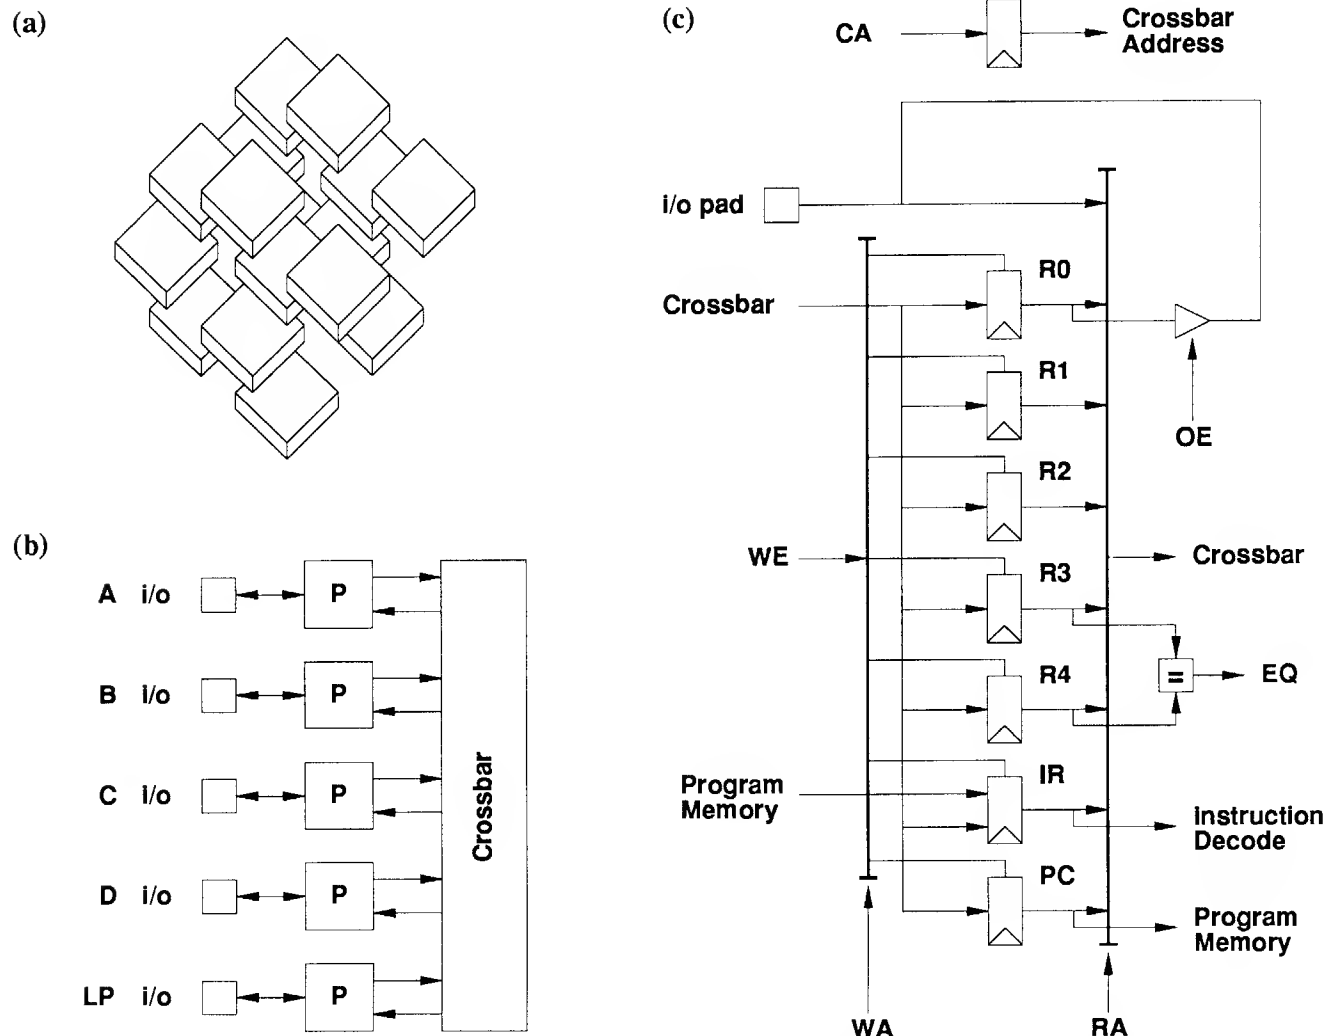 (a)
(b)
A i/o P
B i/o P
C i/o P
D i/o P
LP i/o P
Crossbar
(c)
CA
Crossbar
Address
i/o pad
R0
Crossbar
R1
OE
R2
WE
Crossbar
R3
R4
=
EQ
Program
Memory
IR
Instruction
Decode
PC
Program
Memory
WA
RA